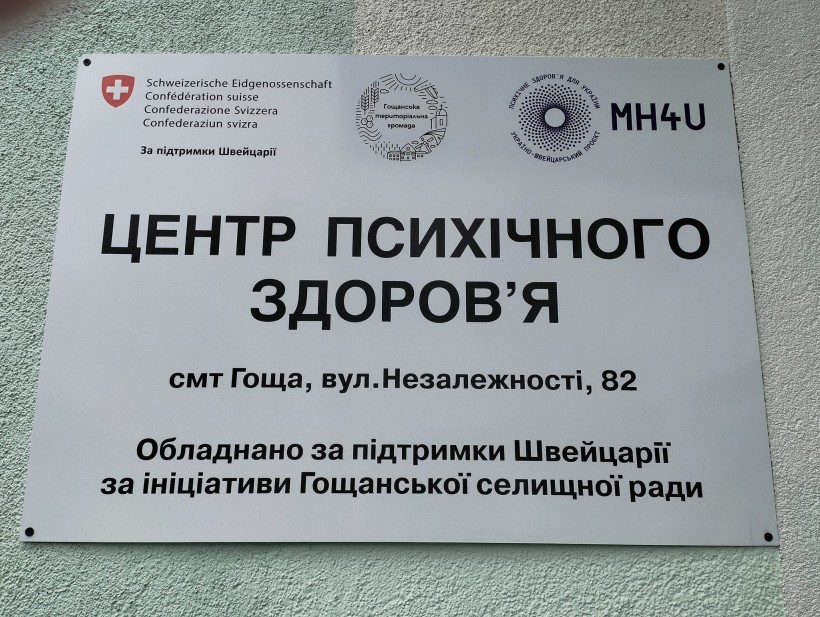 Schweizerische Eidgenossenschaft
Confédération suisse
Confederazione Svizzera
Confederaziun svizra
За підтримки Швейцарії
Гощанська
територіальна
громада
ПСИХІЧНЕ ЗДОРОВ'Я ДЛЯ УКРАЇНИ
УКРАЇНО-ШВЕЙЦАРСЬКИЙ ПРОЄКТ
MH4U
ЦЕНТР ПСИХІЧНОГО
ЗДОРОВ'Я
смт Гоща, вул.Незалежності, 82
Обладнано за підтримки Швейцарії
за ініціативи Гощанської селищної ради